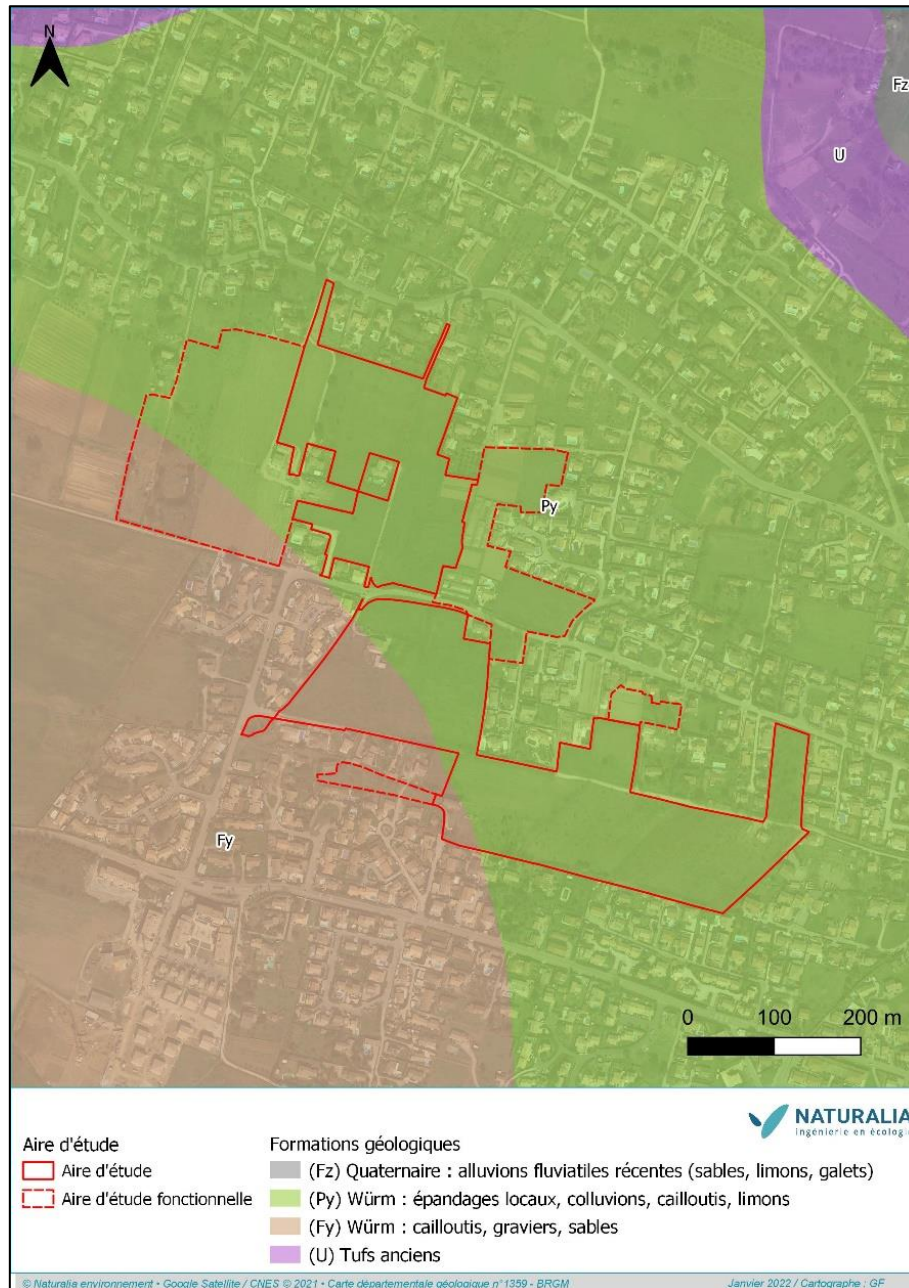 N
Fz
U
Py
Fy
0 100 200 m
NATURALIA
Ingénierie en écologie
Aire d'étude
Aire d'étude
Aire d'étude fonctionnelle
Formations géologiques
(Fz) Quaternaire : alluvions fluviatiles récentes (sables, limons, galets)
(Py) Würm : épandages locaux, colluvions, cailloutis, limons
(Fy) Würm : cailloutis, graviers, sables
(U) Tufs anciens
© Naturalia environnement • Google Satellite / CNES © 2021 • Carte départementale géologique n°1359 - BRGM
Janvier 2022 / Cartographe : GF